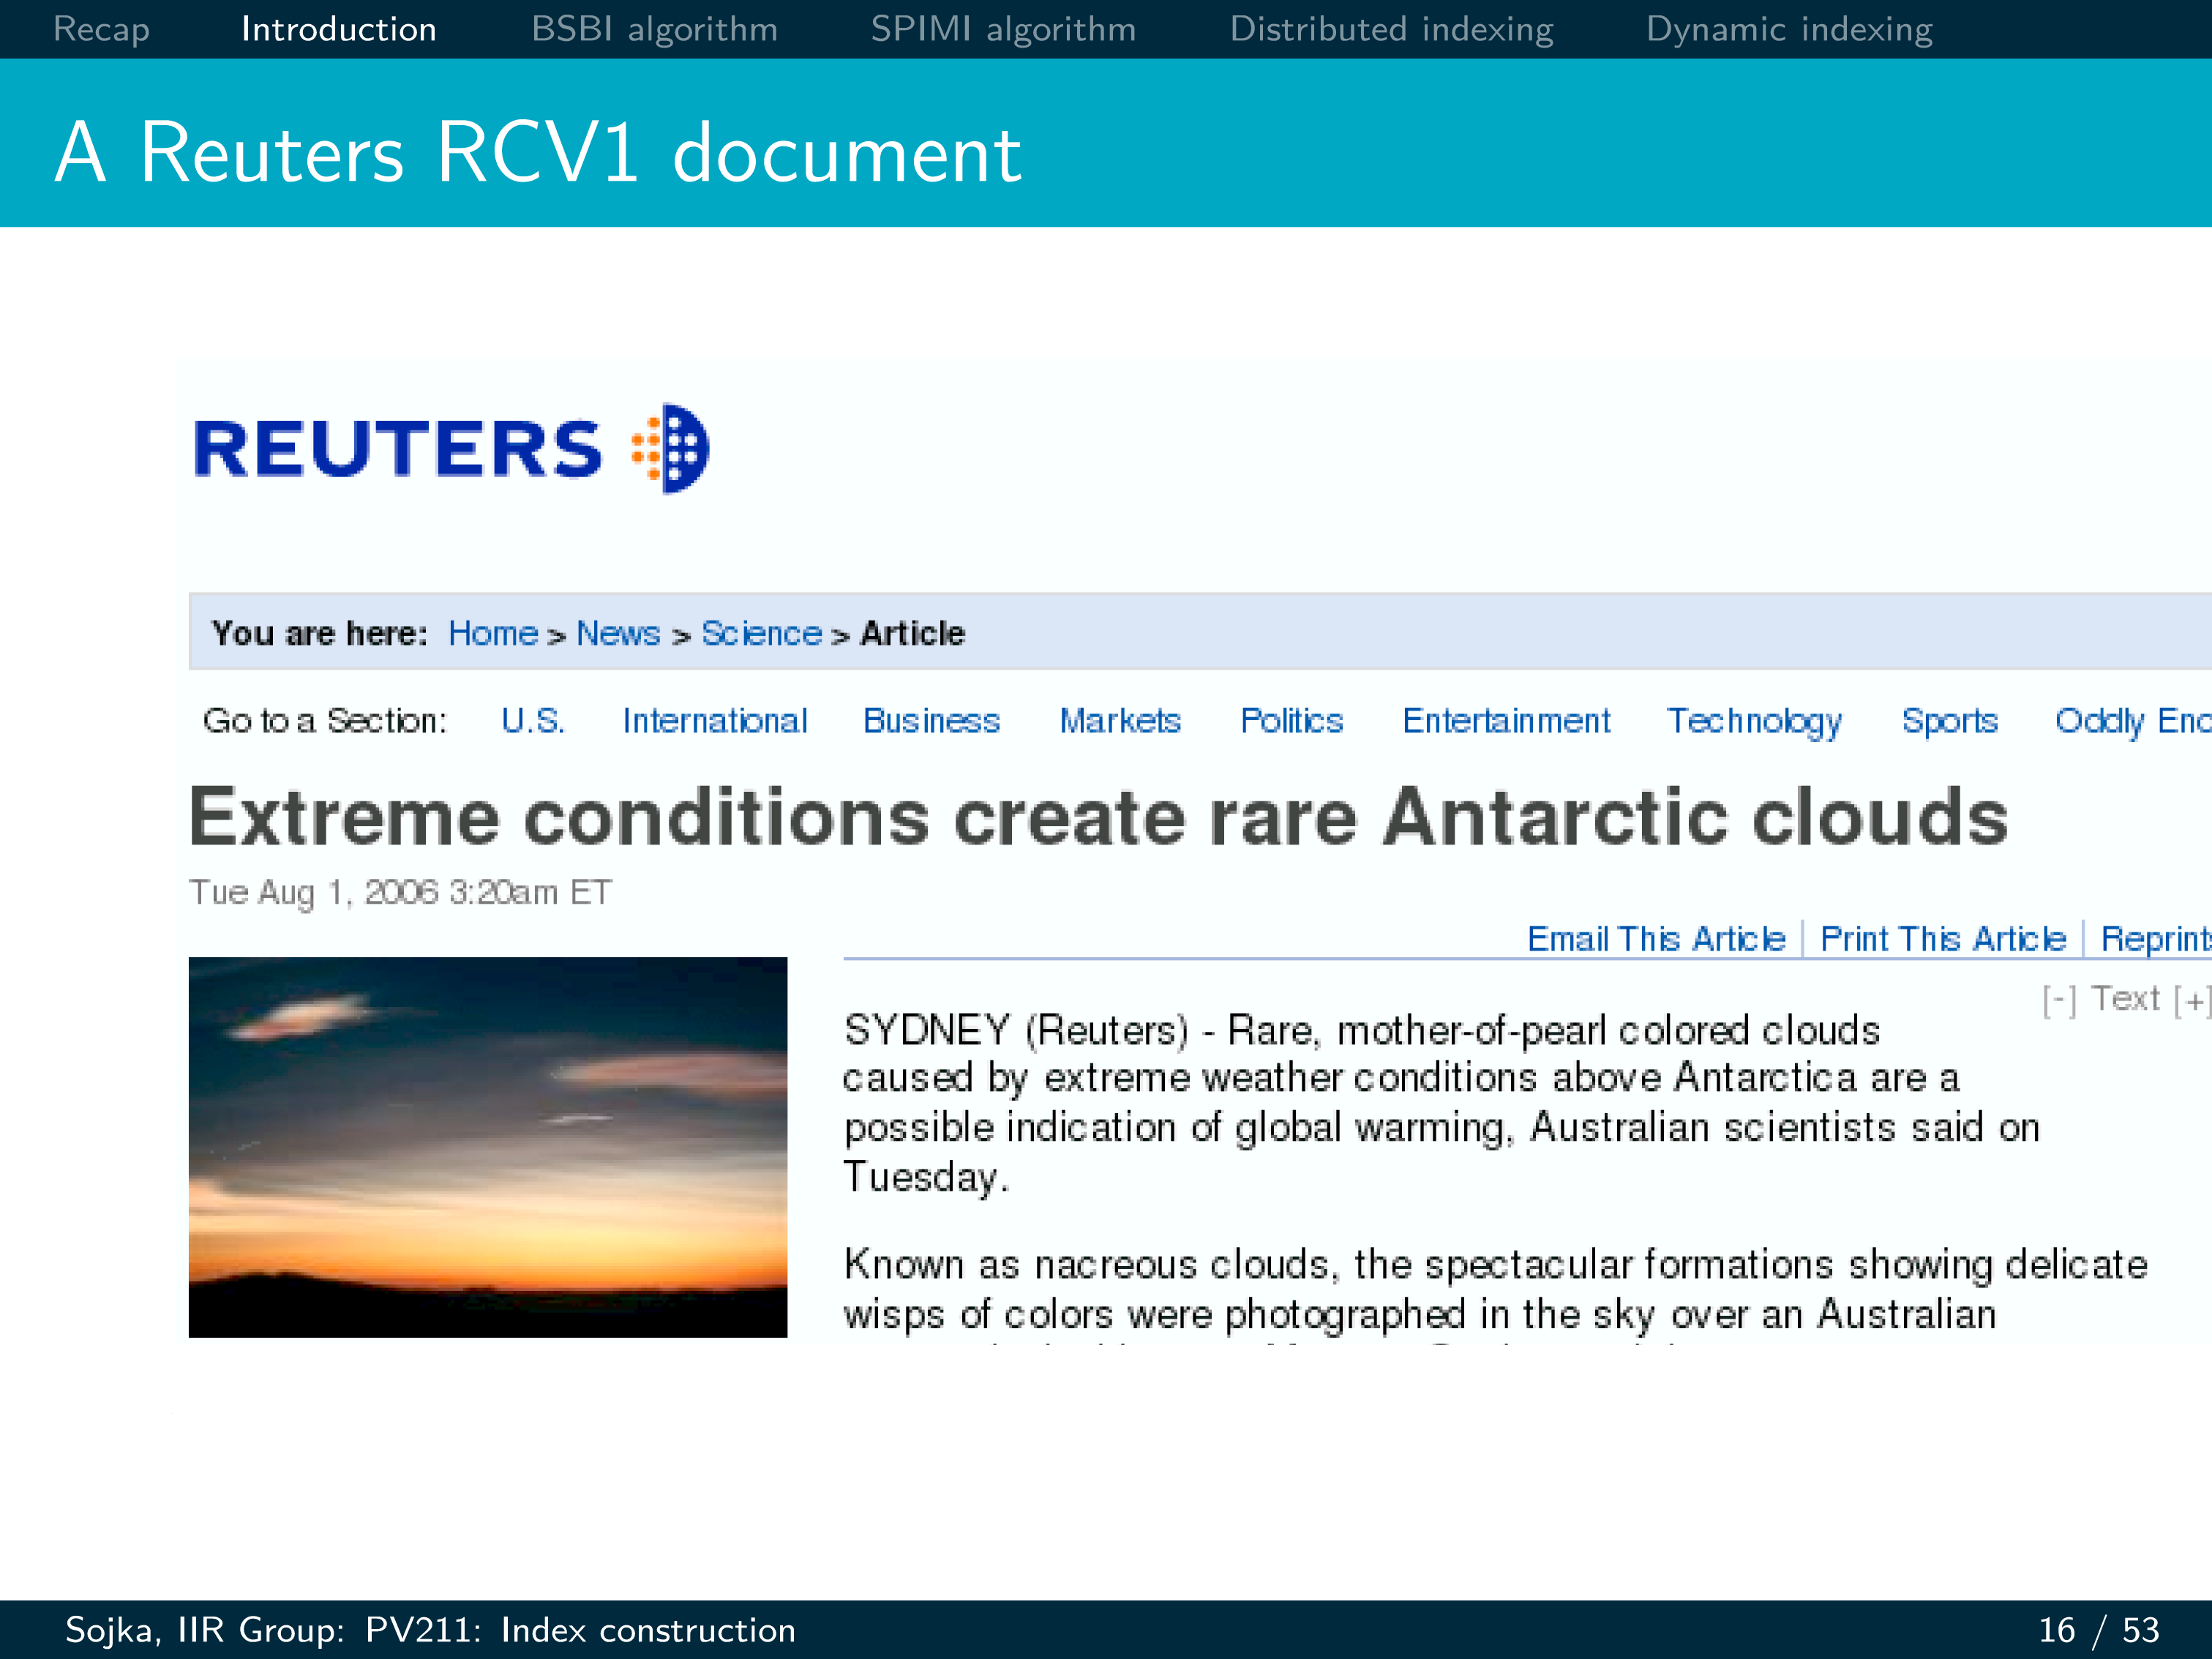 Recap Introduction BSBI algorithm SPIMI algorithm Distributed indexing Dynamic indexing
A Reuters RCV1 document
REUTERS
You are here: Home > News > Science > Article
Go to a Section: U.S. International Business Markets Politics Entertainment Technology Sports Oddly
Extreme conditions create rare Antarctic clouds
Tue Aug 1, 2006 3:20am ET
Email This Article | Print This Article |
[-] Text [+]
SYDNEY (Reuters) - Rare, mother-of-pearl colored clouds
caused by extreme weather conditions above Antarctica are a
possible indication of global warming, Australian scientists said on
Tuesday.
Known as nacreous clouds, the spectacular formations showing delicate
wisps of colors were photographed in the sky over an Australian
Sojka, IIR Group: PV211: Index construction 16 / 53